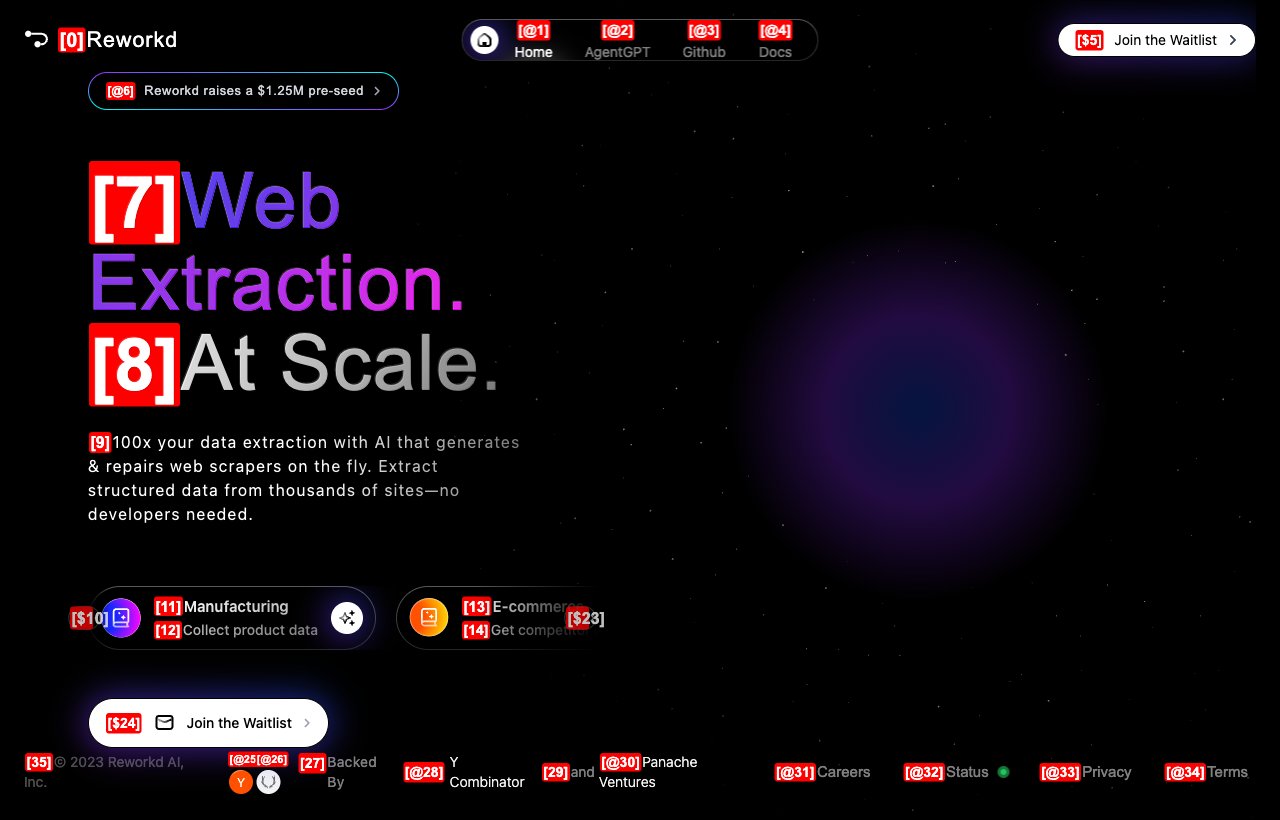 [0]Reworkd
[@1]
Home
[@2]
AgentGPT
[@3]
Github
[@4]
Docs
[$5] Join the Waitlist
[@6] Reworkd raises a $1.25M pre-seed
[7]Web
Extraction.
[8]At Scale.
[9]100x your data extraction with AI that generates
& repairs web scrapers on the fly. Extract
structured data from thousands of sites—no
developers needed.
[$10]
[11]Manufacturing
[12]Collect product data
[13]E-commerce
[14]Get competitor
[$23]
[$24] Join the Waitlist
[35]© 2023 Reworkd AI,
Inc.
[@25[@26]
Y
[27]Backed
By
[@28] Y
Combinator
[29]and
[@30]Panache
Ventures
[@31]Careers
[@32]Status
[@33]Privacy
[@34]Terms